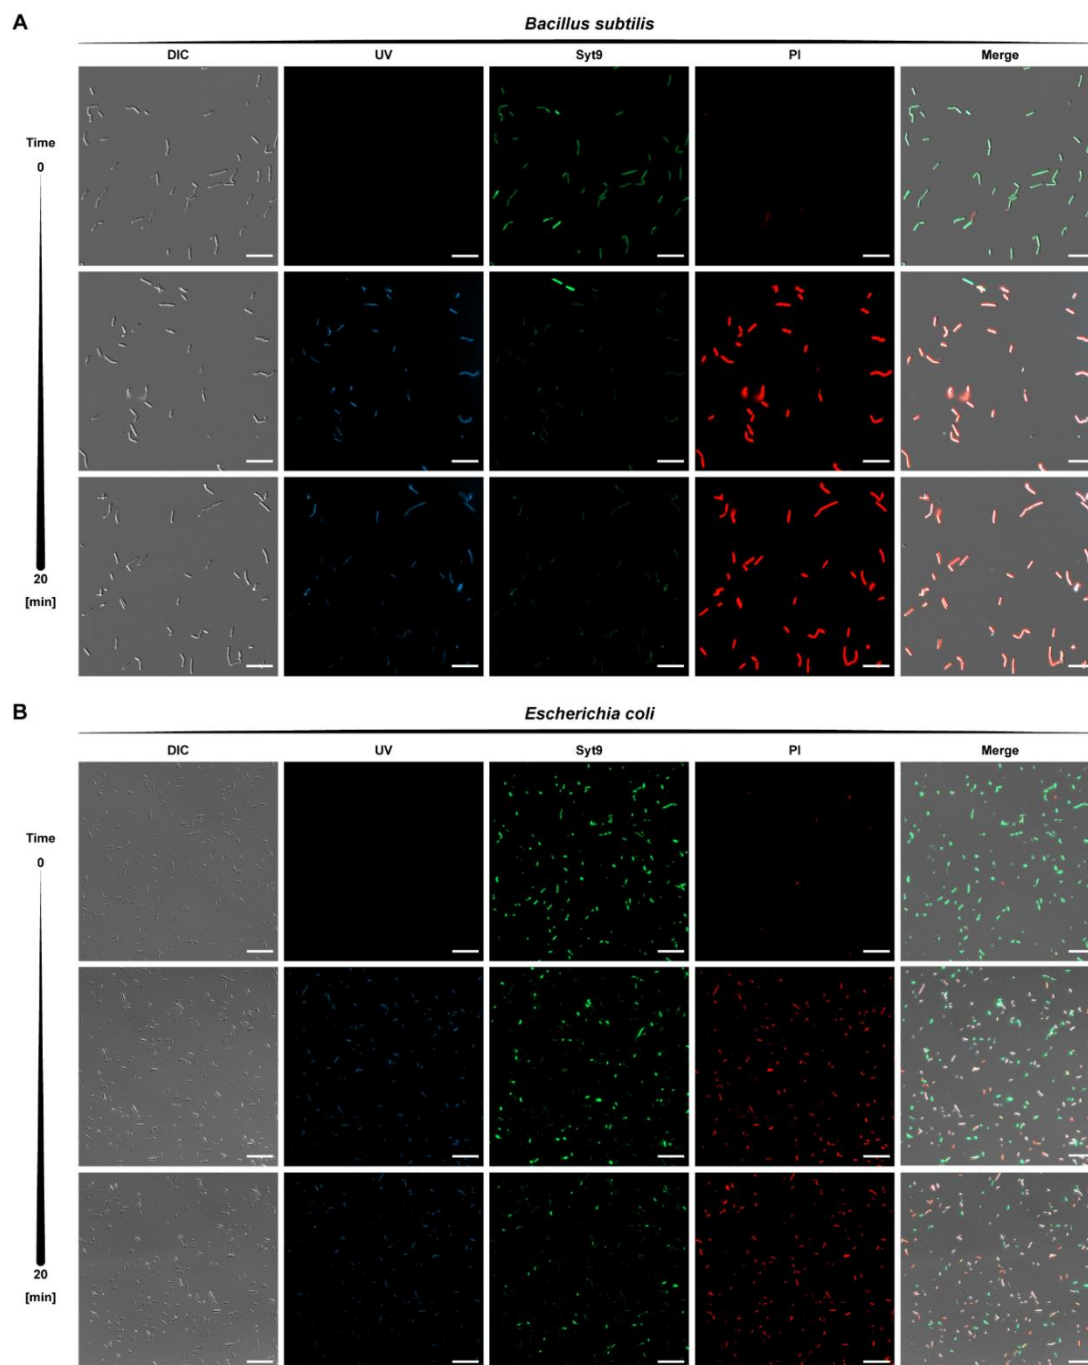 A
Bacillus subtilis
DIC UV Syt9 PI Merge
Time
0
20
[min]
B
Escherichia coli
DIC UV Syt9 PI Merge
Time
0
20
[min]